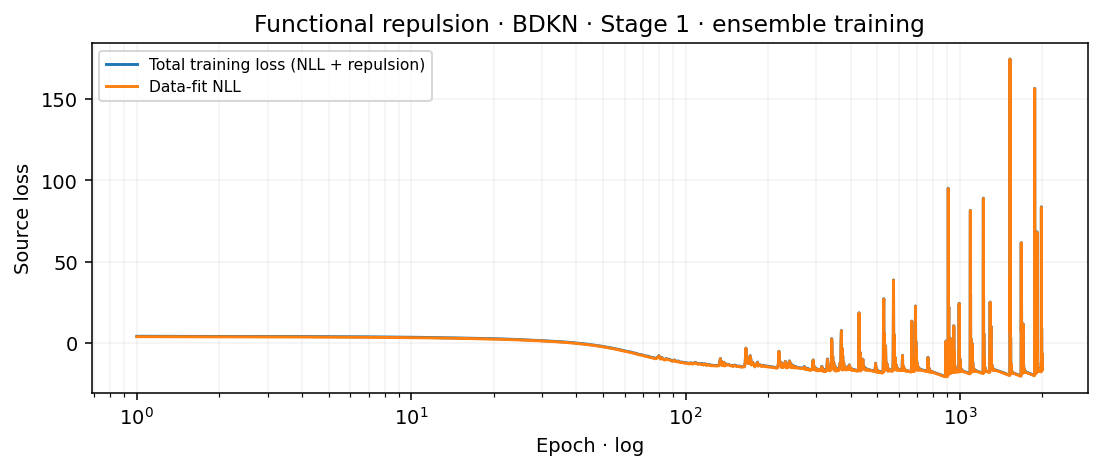 Functional repulsion · BDKN · Stage 1 · ensemble training
Total training loss (NLL + repulsion)
Data-fit NLL
Source loss
150
100
50
0
10⁰
10¹
10²
10³
Epoch · log